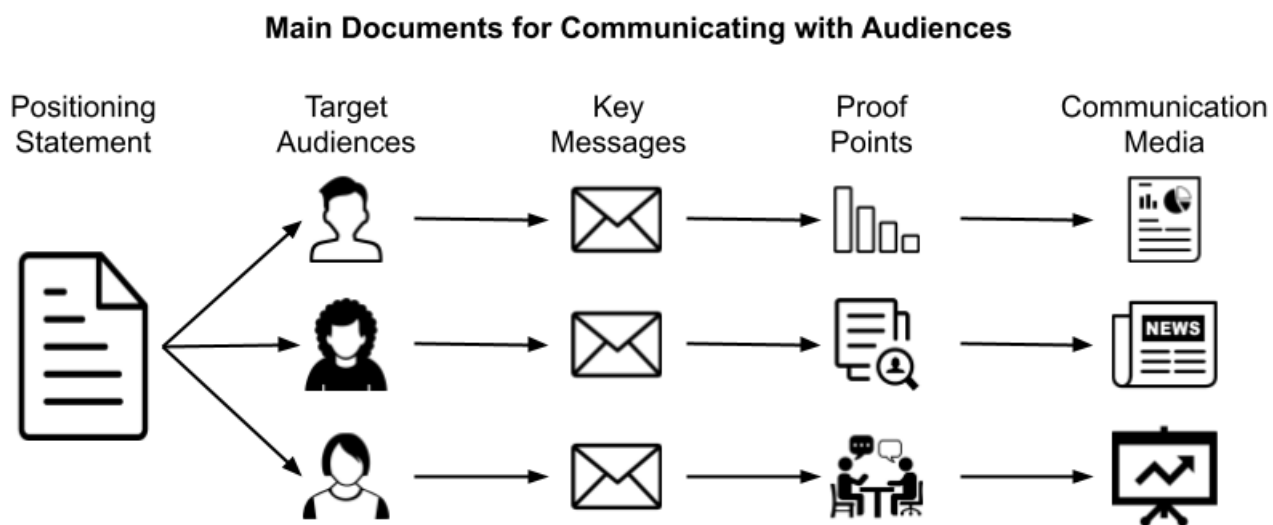 Main Documents for Communicating with Audiences
Positioning
Statement
Target
Audiences
Key
Messages
Proof
Points
Communication
Media
NEWS